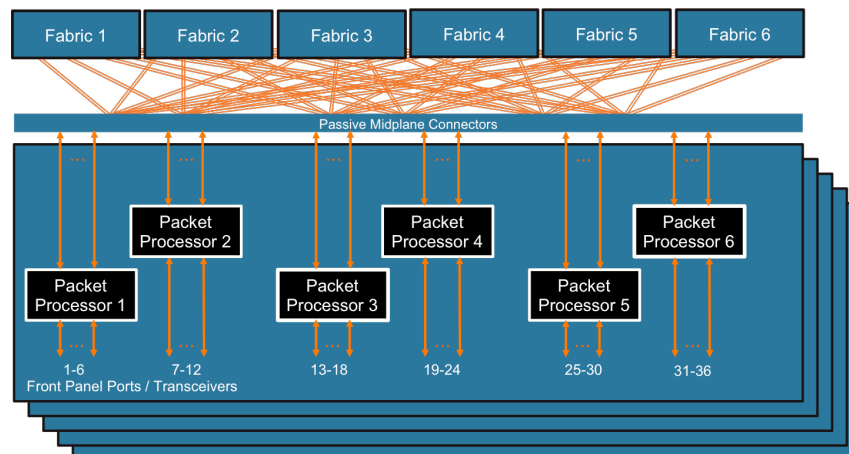 Fabric 1
Fabric 2
Fabric 3
Fabric 4
Fabric 5
Fabric 6
Passive Midplane Connectors
...
...
...
...
...
...
Packet
Processor 2
Packet
Processor 4
Packet
Processor 6
Packet
Processor 1
Packet
Processor 3
Packet
Processor 5
...
...
...
...
...
...
1-6
7-12
13-18
19-24
25-30
31-36
Front Panel Ports / Transceivers